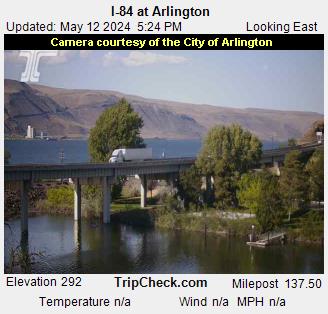 I-84 at Arlington
Updated: May 12 2024 5:24 PM Looking East
Camera courtesy of the City of Arlington
Elevation 292 TripCheck.com Milepost 137.50
Temperature n/a Wind n/a MPH n/a